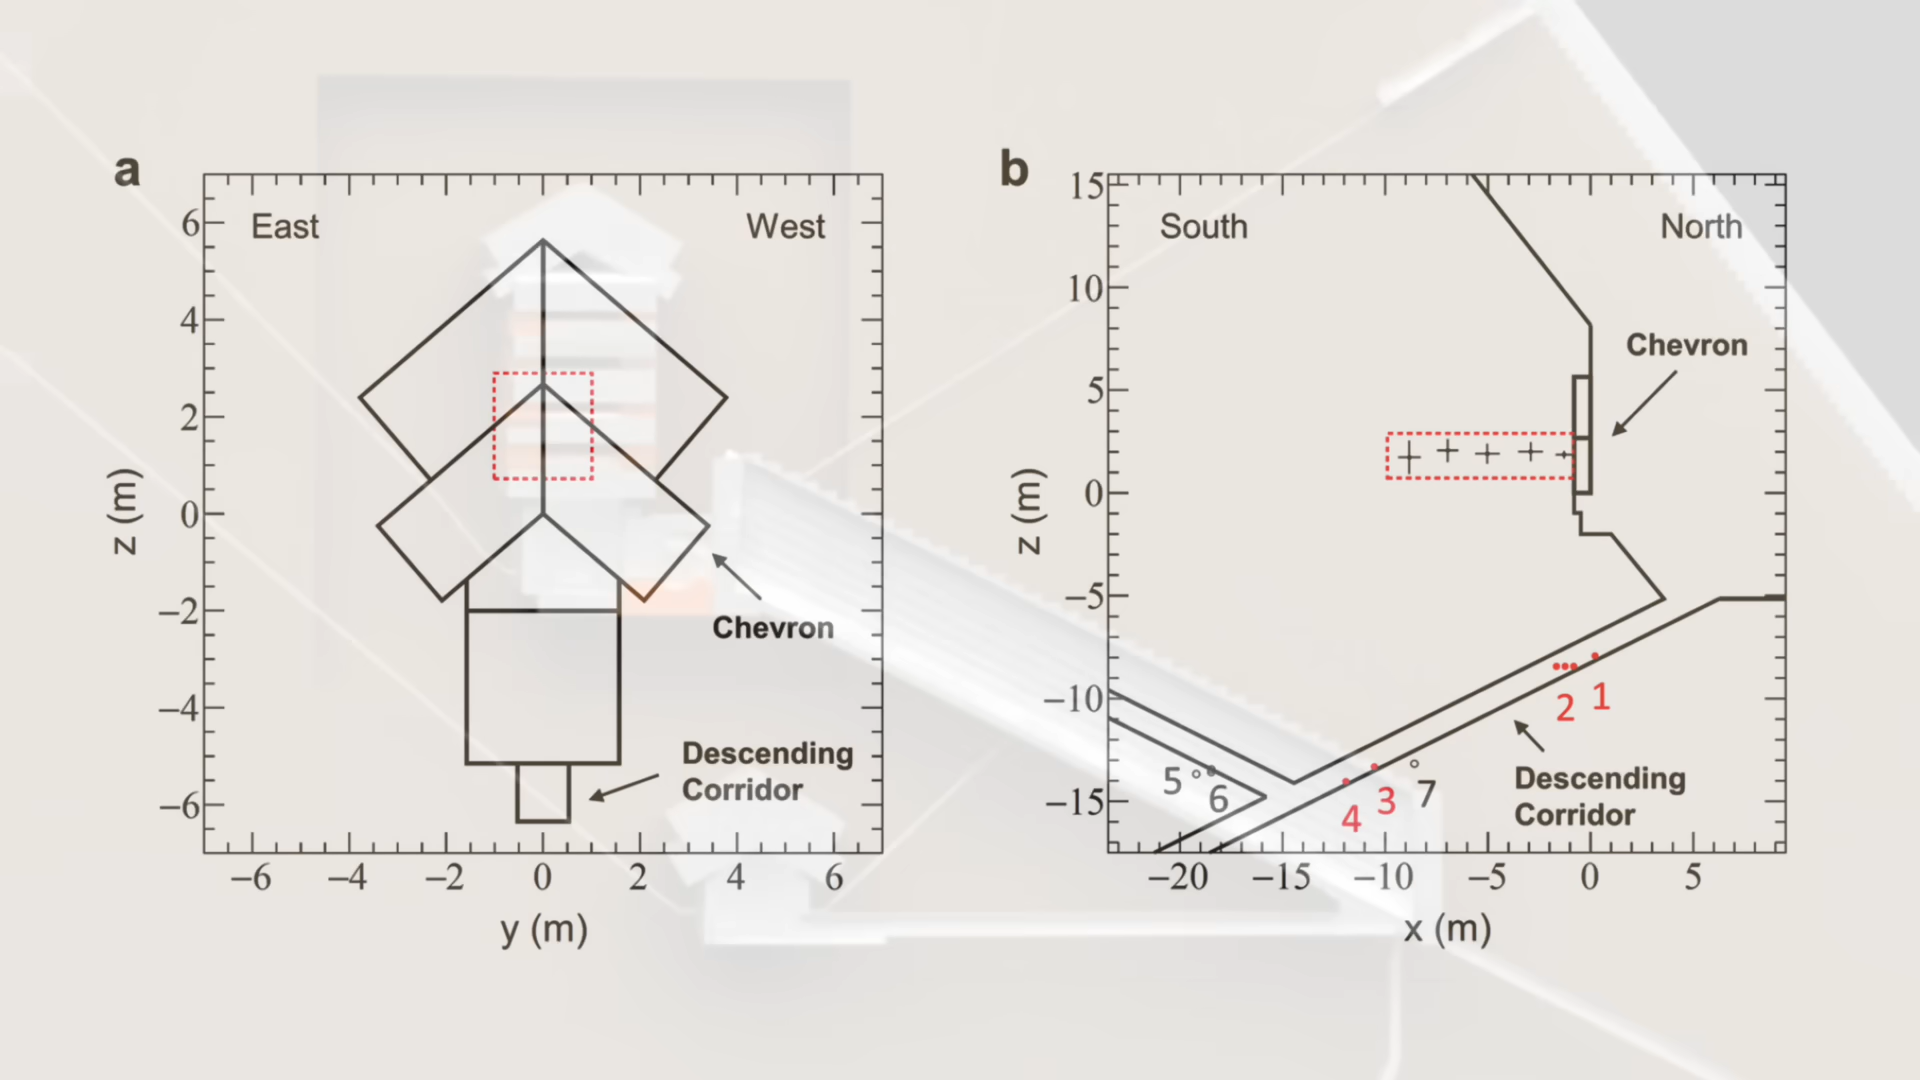 a
East
West
6
4
2
0
−2
−4
−6
z (m)
Chevron
Descending
Corridor
−6
−4
−2
0
2
4
6
y (m)
b
South
North
15
10
5
0
−5
−10
−15
z (m)
Chevron
2
1
5
6
4
3
7
Descending
Corridor
−20
−15
−10
−5
0
5
x (m)